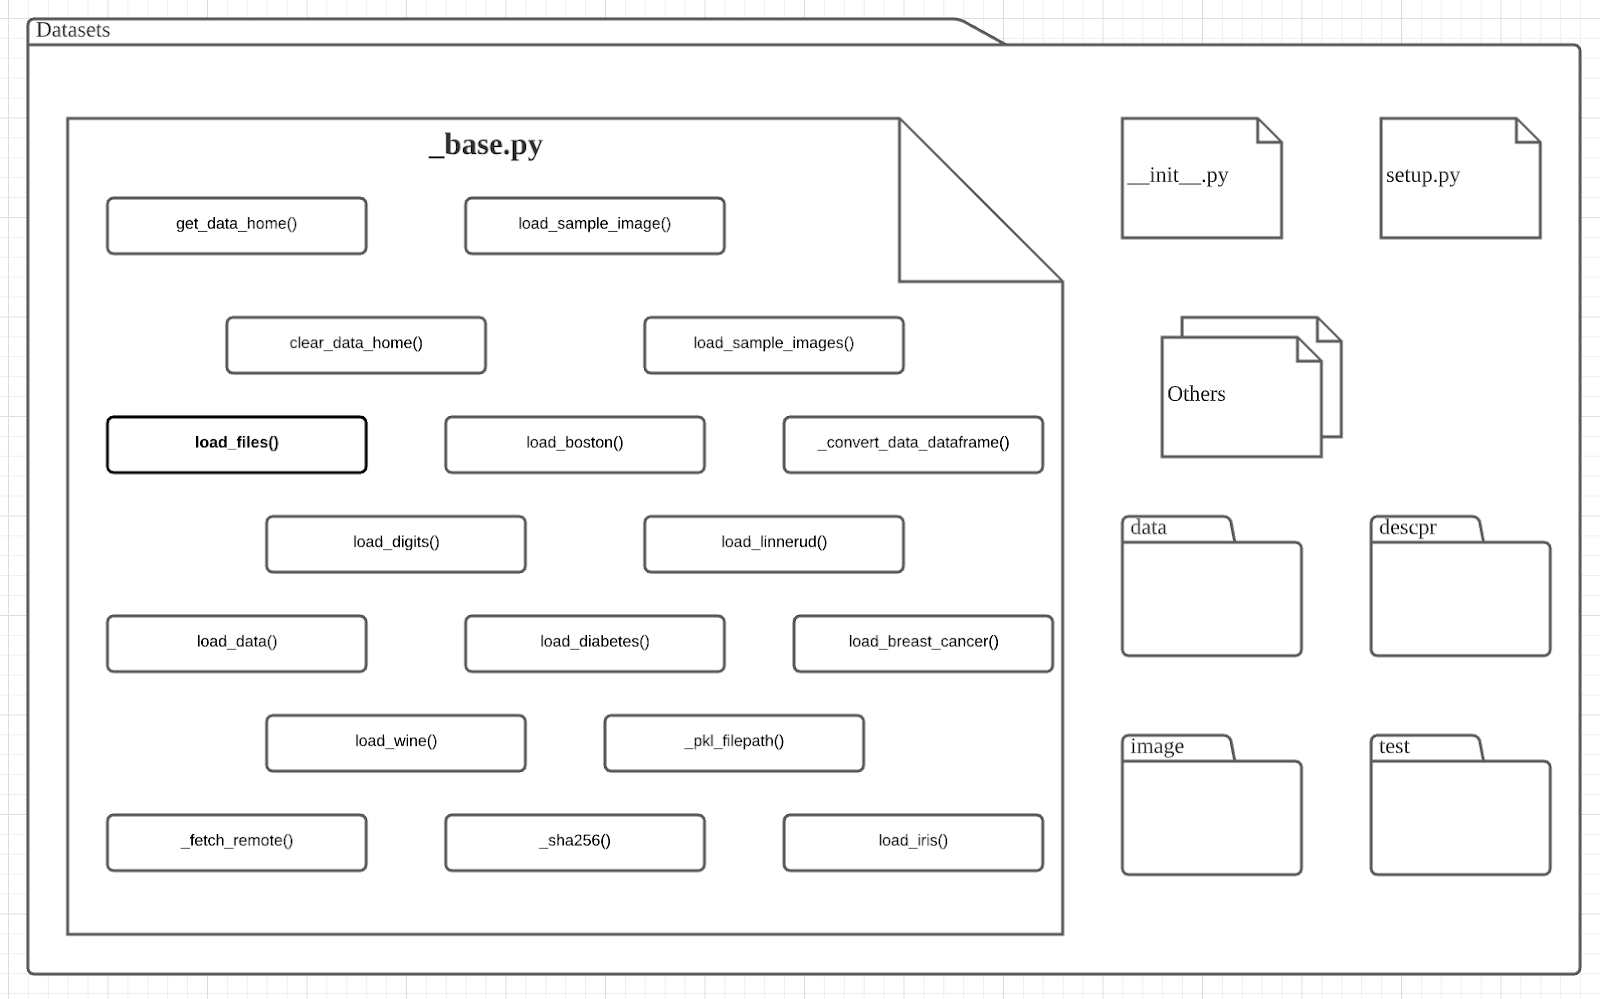 Datasets
_base.py
get_data_home()
load_sample_image()
clear_data_home()
load_sample_images()
load_files()
load_boston()
_convert_data_dataframe()
load_digits()
load_linnerud()
load_data()
load_diabetes()
load_breast_cancer()
load_wine()
_pkl_filepath()
_fetch_remote()
_sha256()
load_iris()
__init__.py
setup.py
Others
data
descpr
image
test